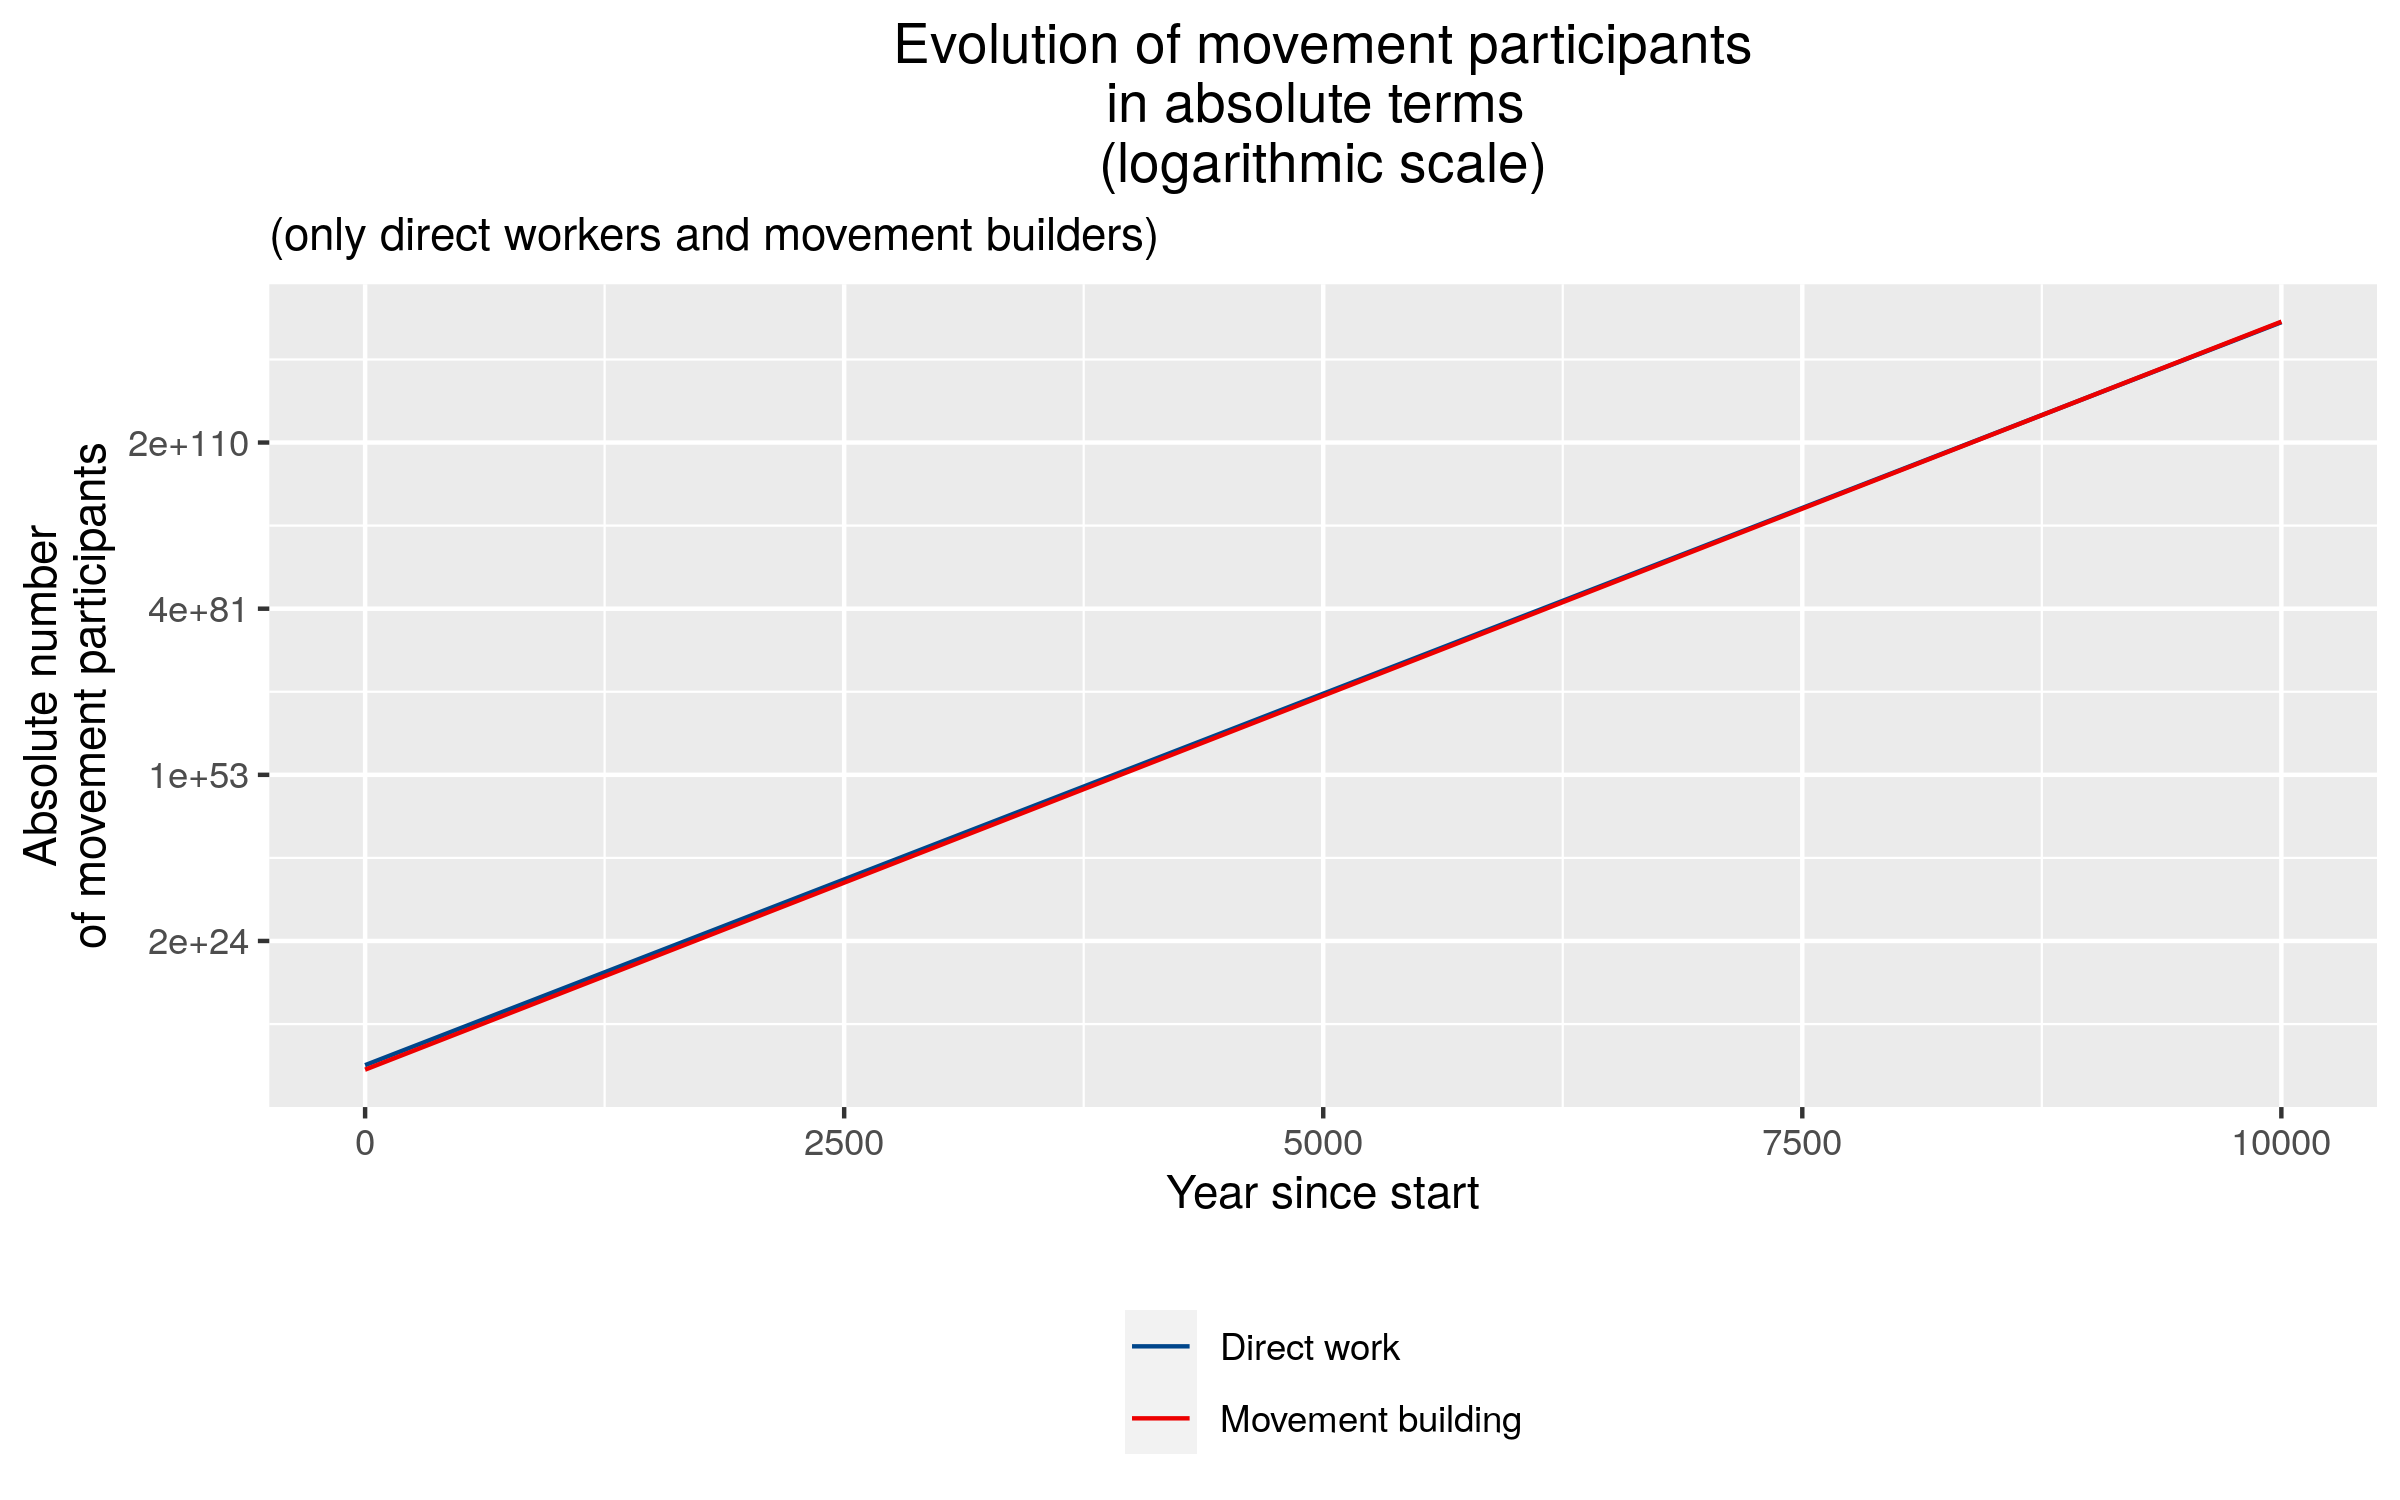 Evolution of movement participants
in absolute terms
(logarithmic scale)
(only direct workers and movement builders)
Absolute number
of movement participants
2e+110
4e+81
1e+53
2e+24
0
2500
5000
7500
10000
Year since start
Direct work
Movement building